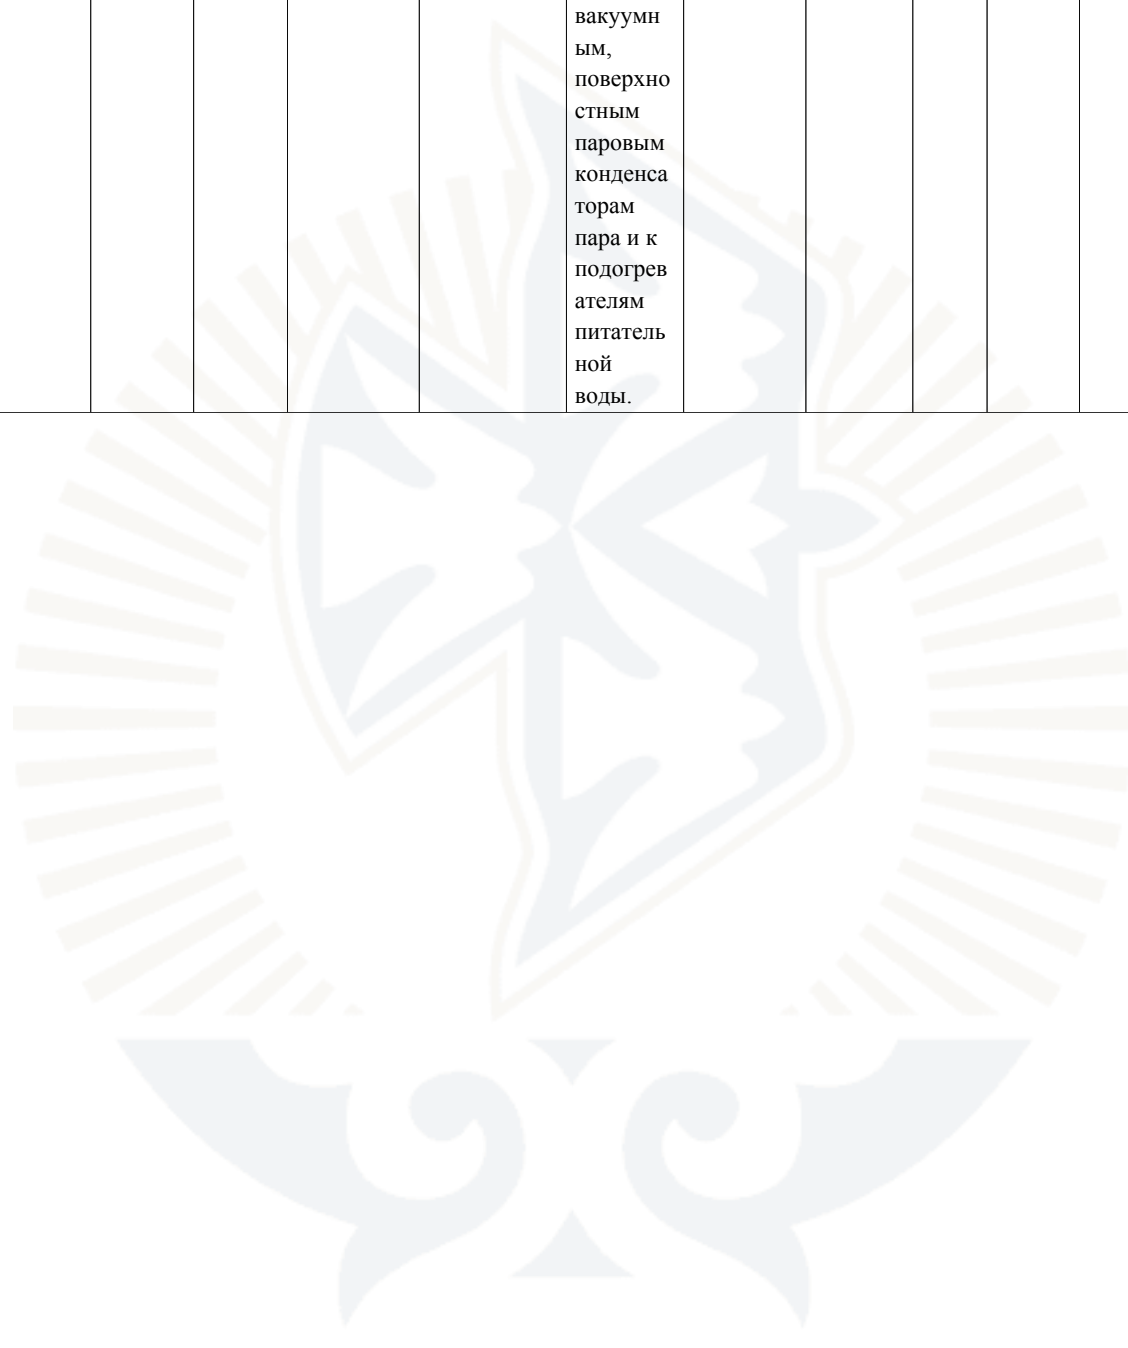 вакуумн
ым,
поверхно
стным
паровым
конденса
торам
пара и к
подогрев
ателям
питатель
ной
воды.